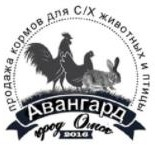 продажа кормов для С/Х животных и птицы
Авангард
город Омск
2016